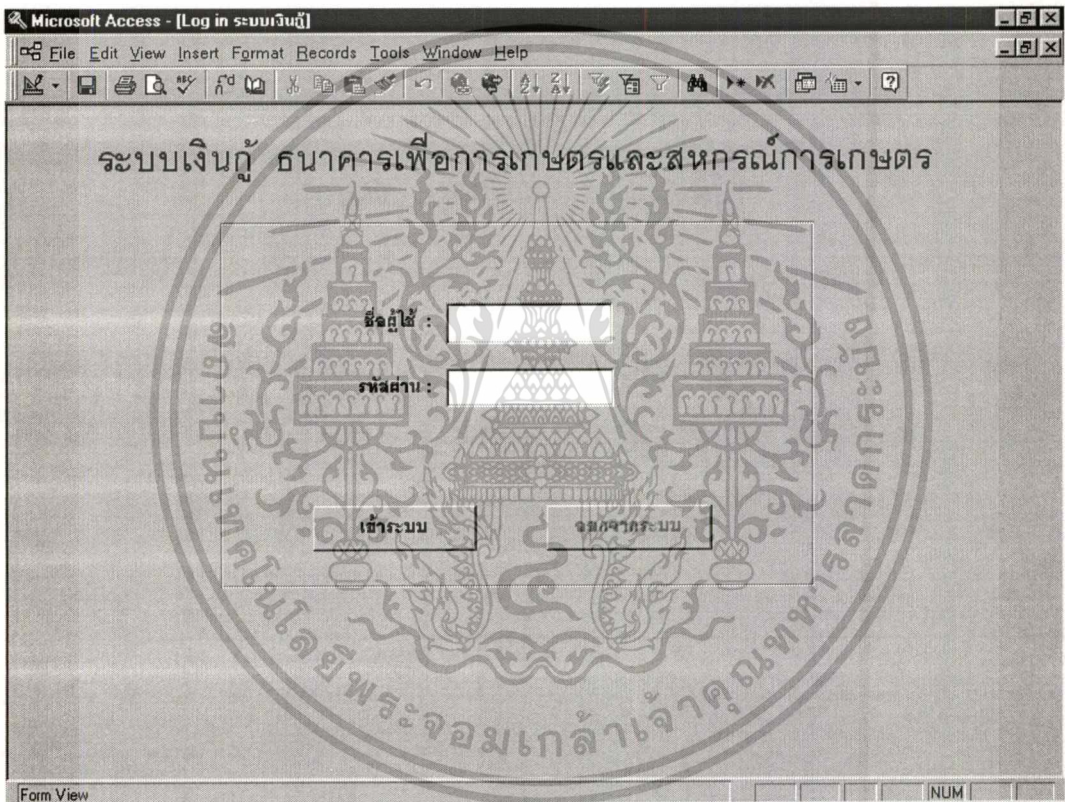 Microsoft Access - [Log in ระบบเงินกู้]
File Edit View Insert Format Records Tools Window Help
ระบบเงินกู้ ธนาคารเพื่อการเกษตรและสหกรณ์การเกษตร
ชื่อผู้ใช้ :
รหัสผ่าน :
เข้าระบบ
ออกจากระบบ
สถาบันเทคโนโลยีพระจอมเกล้าเจ้าคุณทหารลาดกระบัง
Form View
NUM